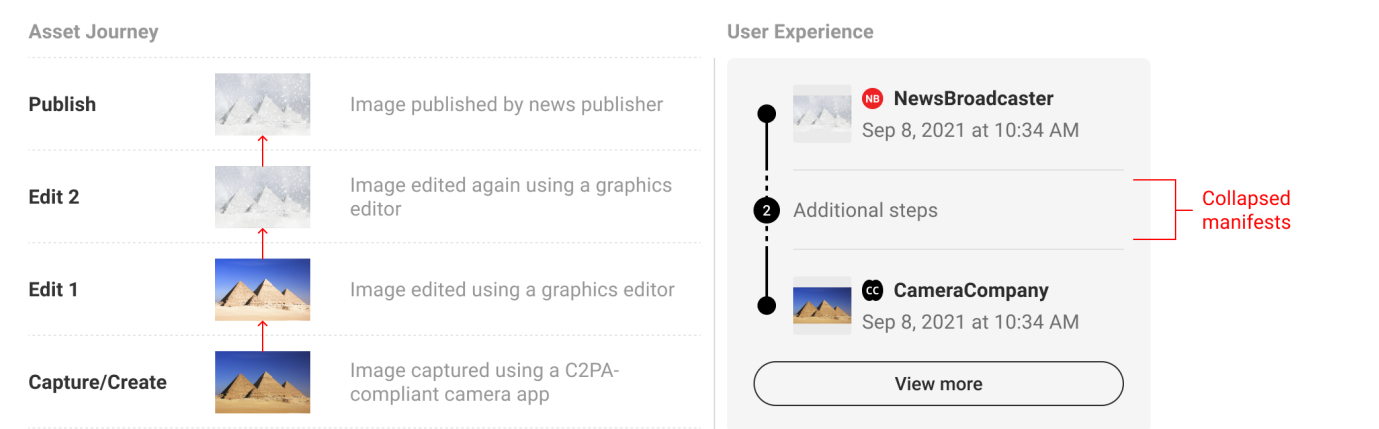 Asset Journey
User Experience
Publish
Image published by news publisher
Edit 2
Image edited again using a graphics
editor
Edit 1
Image edited using a graphics editor
Capture/Create
Image captured using a C2PA-
compliant camera app
NB NewsBroadcaster
Sep 8, 2021 at 10:34 AM
2 Additional steps
Collapsed
manifests
CC CameraCompany
Sep 8, 2021 at 10:34 AM
View more